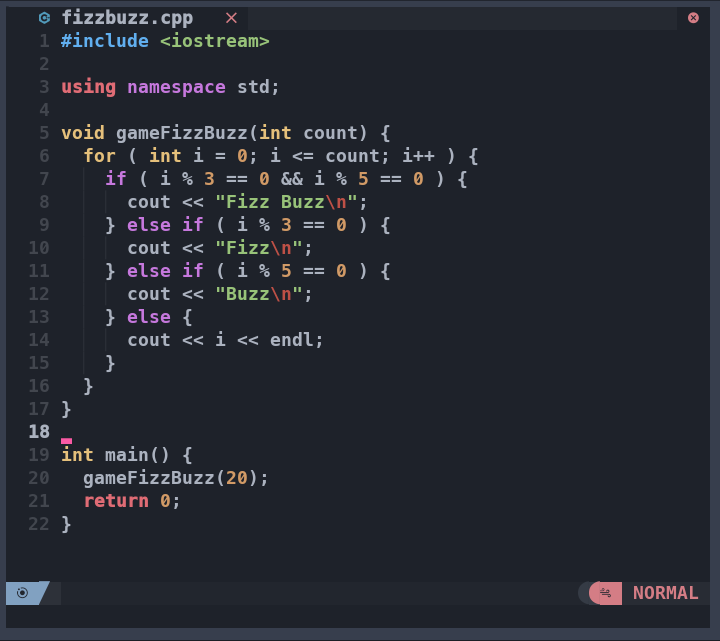 fizzbuzz.cpp
1 #include <iostream>
2
3 using namespace std;
4
5 void gameFizzBuzz(int count) {
6   for ( int i = 0; i <= count; i++ ) {
7     if ( i % 3 == 0 && i % 5 == 0 ) {
8       cout << "Fizz Buzz\n";
9     } else if ( i % 3 == 0 ) {
10       cout << "Fizz\n";
11     } else if ( i % 5 == 0 ) {
12       cout << "Buzz\n";
13     } else {
14       cout << i << endl;
15     }
16   }
17 }
18
19 int main() {
20   gameFizzBuzz(20);
21   return 0;
22 }
NORMAL